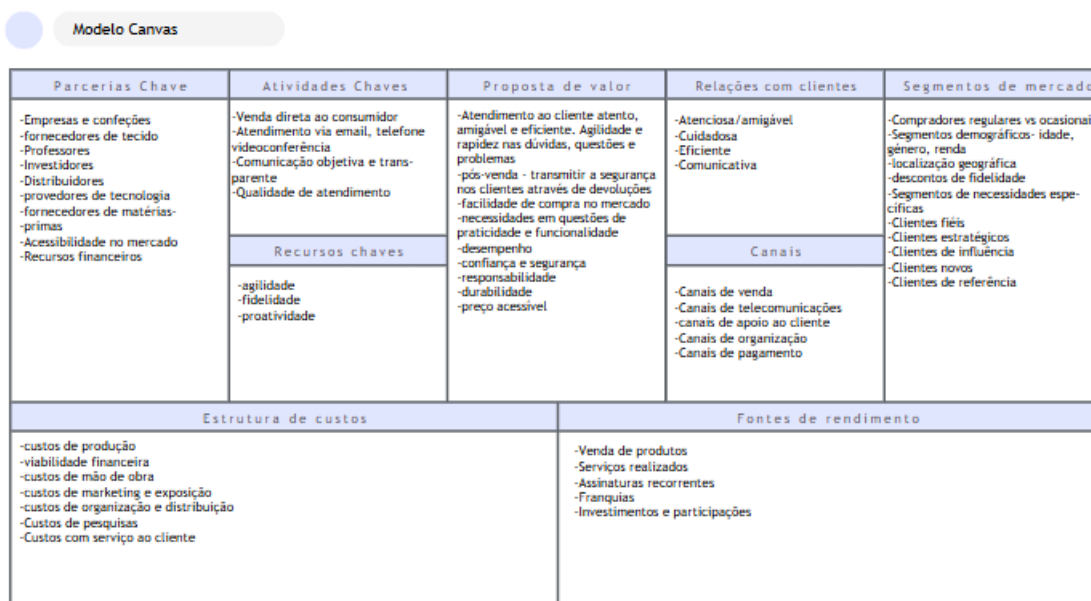 Modelo Canvas
Parcerias Chave
-Empresas e confeções
-fornecedores de tecido
-Professores
-Investidores
-Distribuidores
-provedores de tecnologia
-fornecedores de matérias-
primas
-Acessibilidade no mercado
-Recursos financeiros
Atividades Chaves
-Venda direta ao consumidor
-Atendimento via email, telefone
videoconferência
-Comunicação objetiva e trans-
parente
-Qualidade de atendimento
Recursos chaves
-agilidade
-fidelidade
-proatividade
Proposta de valor
-Atendimento ao cliente atento,
amigável e eficiente. Agilidade e
rapidez nas dúvidas, questões e
problemas
-pós-venda - transmitir a segurança
nos clientes através de devoluções
-facilidade de compra no mercado
-necessidades em questões de
praticidade e funcionalidade
-desempenho
-confiança e segurança
-responsabilidade
-durabilidade
-preço acessível
Relações com clientes
-Atenciosa/amigável
-Cuidadosa
-Eficiente
-Comunicativa
Canais
-Canais de venda
-Canais de telecomunicações
-canais de apoio ao cliente
-Canais de organização
-Canais de pagamento
Segmentos de mercado
-Compradores regulares vs ocasionai
-Segmentos demográficos- idade,
género, renda
-localização geográfica
-descontos de fidelidade
-Segmentos de necessidades espe-
cíficas
-Clientes fiéis
-Clientes estratégicos
-Clientes de influência
-Clientes novos
-Clientes de referência
Estrutura de custos
-custos de produção
-viabilidade financeira
-custos de mão de obra
-custos de marketing e exposição
-custos de organização e distribuição
-Custos de pesquisas
-Custos com serviço ao cliente
Fontes de rendimento
-Venda de produtos
-Serviços realizados
-Assinaturas recorrentes
-Franquias
-Investimentos e participações